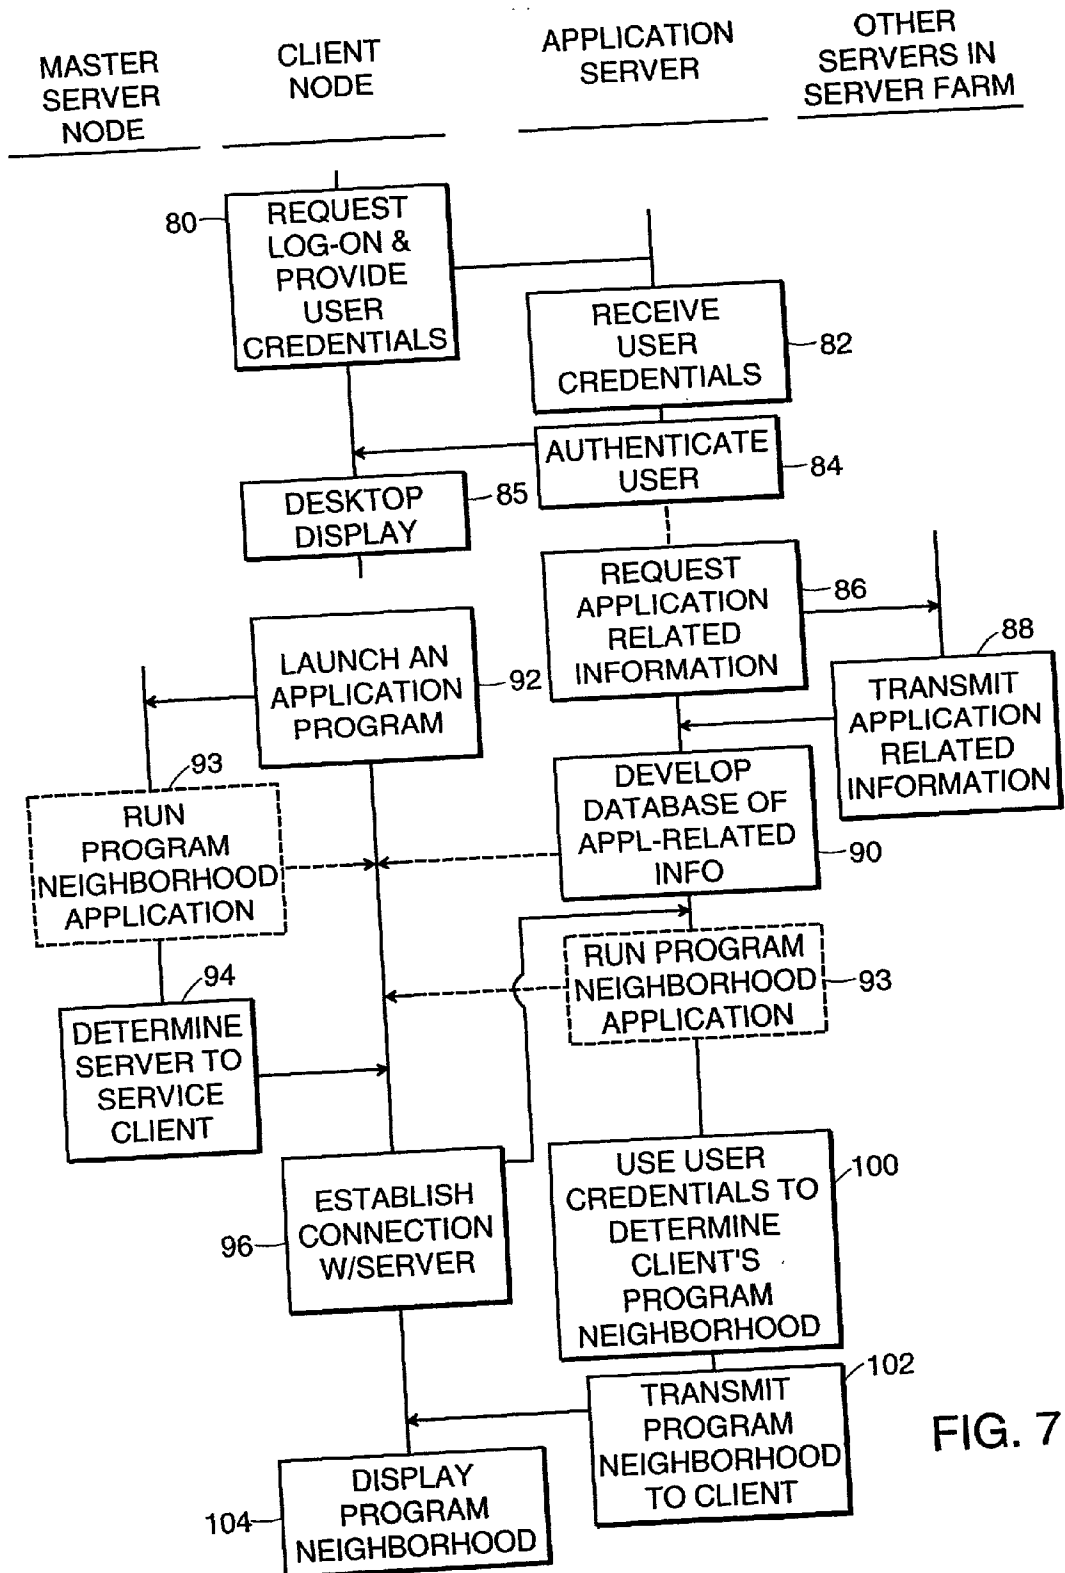 MASTER
SERVER
NODE
CLIENT
NODE
APPLICATION
SERVER
OTHER
SERVERS IN
SERVER FARM
80
REQUEST
LOG-ON &
PROVIDE
USER
CREDENTIALS
RECEIVE
USER
CREDENTIALS
82
AUTHENTICATE
USER
84
DESKTOP
DISPLAY
85
REQUEST
APPLICATION
RELATED
INFORMATION
86
88
TRANSMIT
APPLICATION
RELATED
INFORMATION
LAUNCH AN
APPLICATION
PROGRAM
92
93
RUN
PROGRAM
NEIGHBORHOOD
APPLICATION
DEVELOP
DATABASE OF
APPL-RELATED
INFO
90
RUN PROGRAM
NEIGHBORHOOD
APPLICATION
93
94
DETERMINE
SERVER TO
SERVICE
CLIENT
96
ESTABLISH
CONNECTION
W/SERVER
USE USER
CREDENTIALS TO
DETERMINE
CLIENT'S
PROGRAM
NEIGHBORHOOD
100
TRANSMIT
PROGRAM
NEIGHBORHOOD
TO CLIENT
102
104
DISPLAY
PROGRAM
NEIGHBORHOOD
FIG. 7